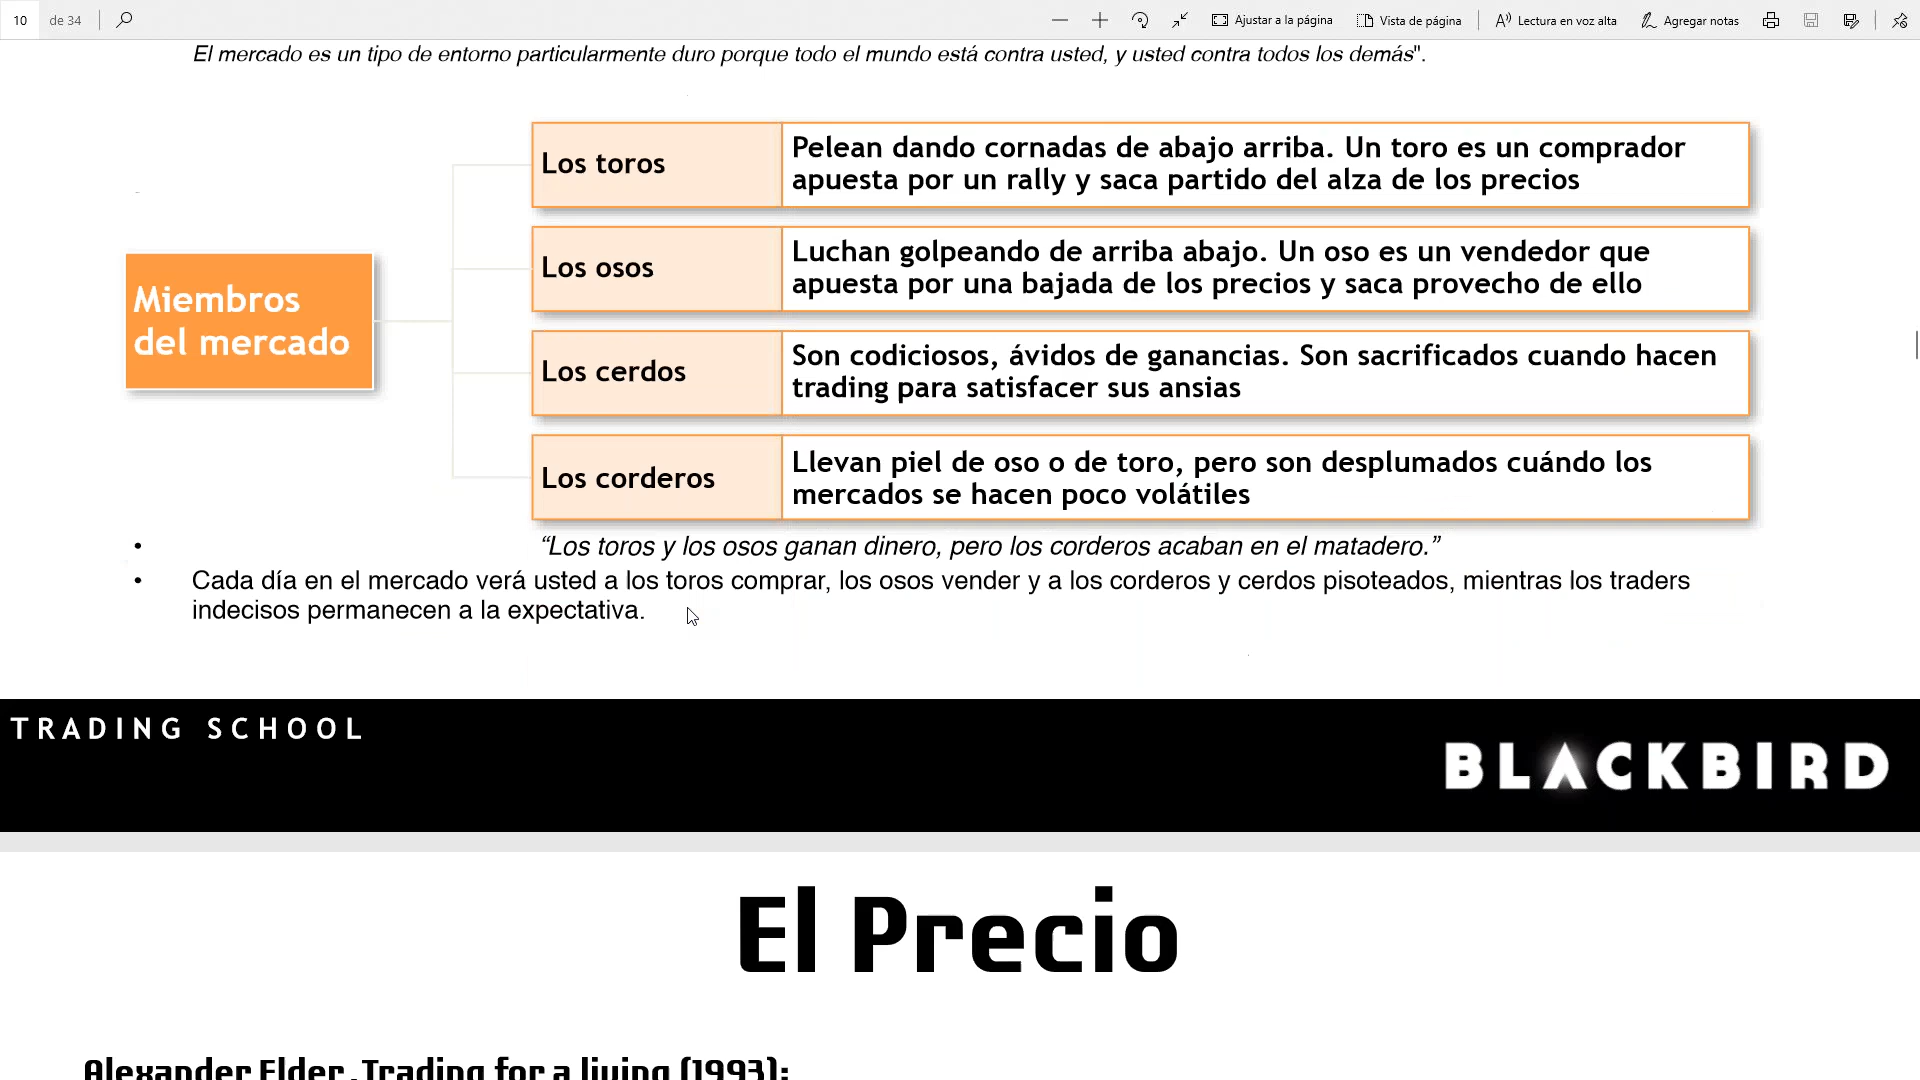 10 de 34 Ajustar a la página Vista de página Lectura en voz alta Agregar notas
El mercado es un tipo de entorno particularmente duro porque todo el mundo está contra usted, y usted contra todos los demás".
Miembros
del mercado
Los toros
Pelean dando cornadas de abajo arriba. Un toro es un comprador
apuesta por un rally y saca partido del alza de los precios
Los osos
Luchan golpeando de arriba abajo. Un oso es un vendedor que
apuesta por una bajada de los precios y saca provecho de ello
Los cerdos
Son codiciosos, ávidos de ganancias. Son sacrificados cuando hacen
trading para satisfacer sus ansias
Los corderos
Llevan piel de oso o de toro, pero son desplumados cuándo los
mercados se hacen poco volátiles
• “Los toros y los osos ganan dinero, pero los corderos acaban en el matadero.”
• Cada día en el mercado verá usted a los toros comprar, los osos vender y a los corderos y cerdos pisoteados, mientras los traders
indecisos permanecen a la expectativa.
TRADING SCHOOL
BLACKBIRD
El Precio
Alexander Elder, Trading for a living (1993):